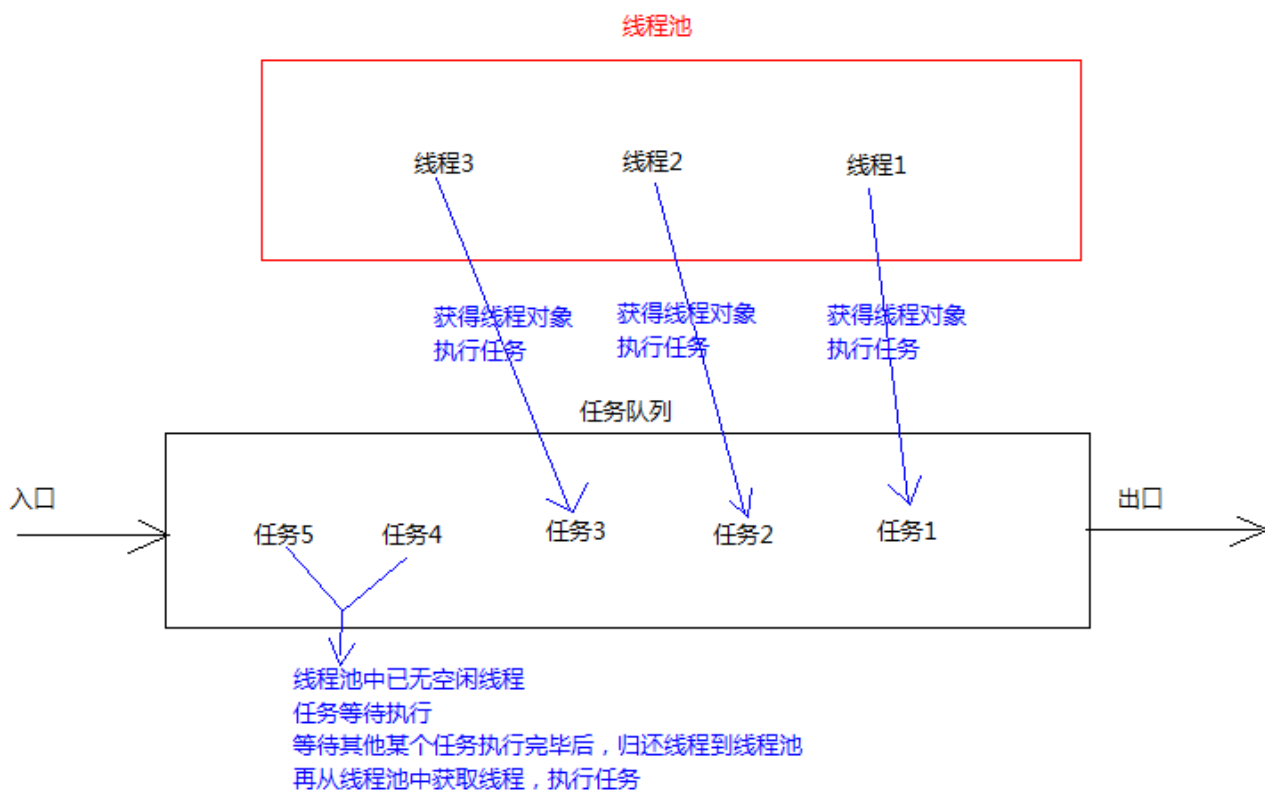 线程池
线程3
线程2
线程1
获得线程对象
执行任务
获得线程对象
执行任务
获得线程对象
执行任务
任务队列
入口
出口
任务5
任务4
任务3
任务2
任务1
线程池中已无空闲线程
任务等待执行
等待其他某个任务执行完毕后，归还线程到线程池
再从线程池中获取线程，执行任务